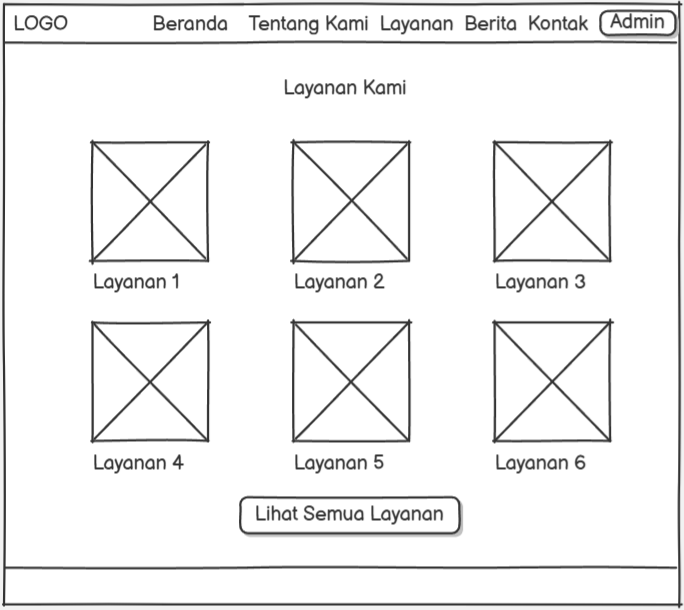 LOGO Beranda Tentang Kami Layanan Berita Kontak Admin
Layanan Kami
Layanan 1 Layanan 2 Layanan 3
Layanan 4 Layanan 5 Layanan 6
Lihat Semua Layanan